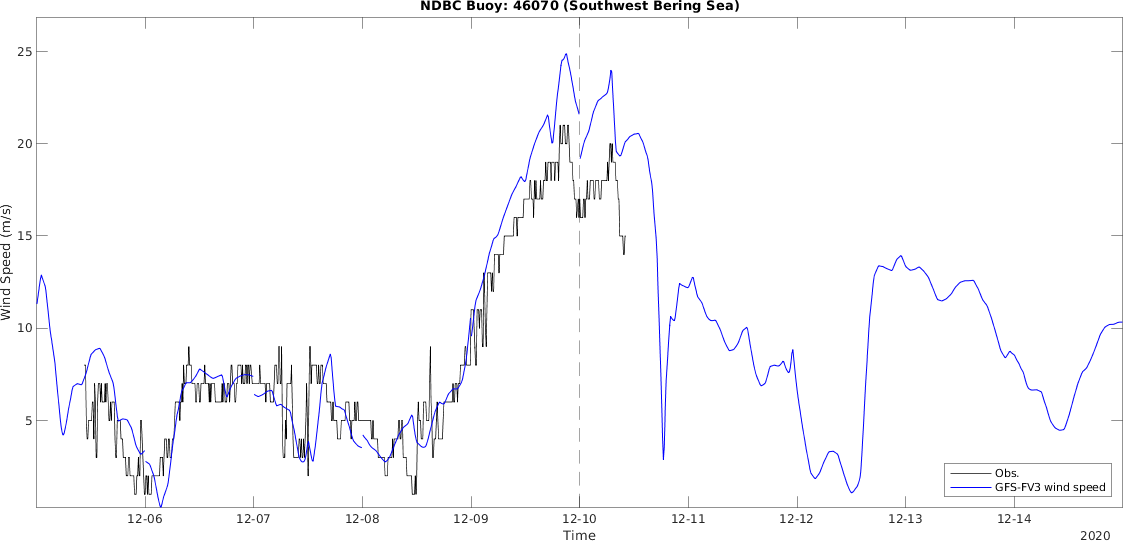 NDBC Buoy: 46070 (Southwest Bering Sea)
Wind Speed (m/s)
25
20
15
10
5
Obs.
GFS-FV3 wind speed
12-06 12-07 12-08 12-09 12-10 12-11 12-12 12-13 12-14
Time
2020